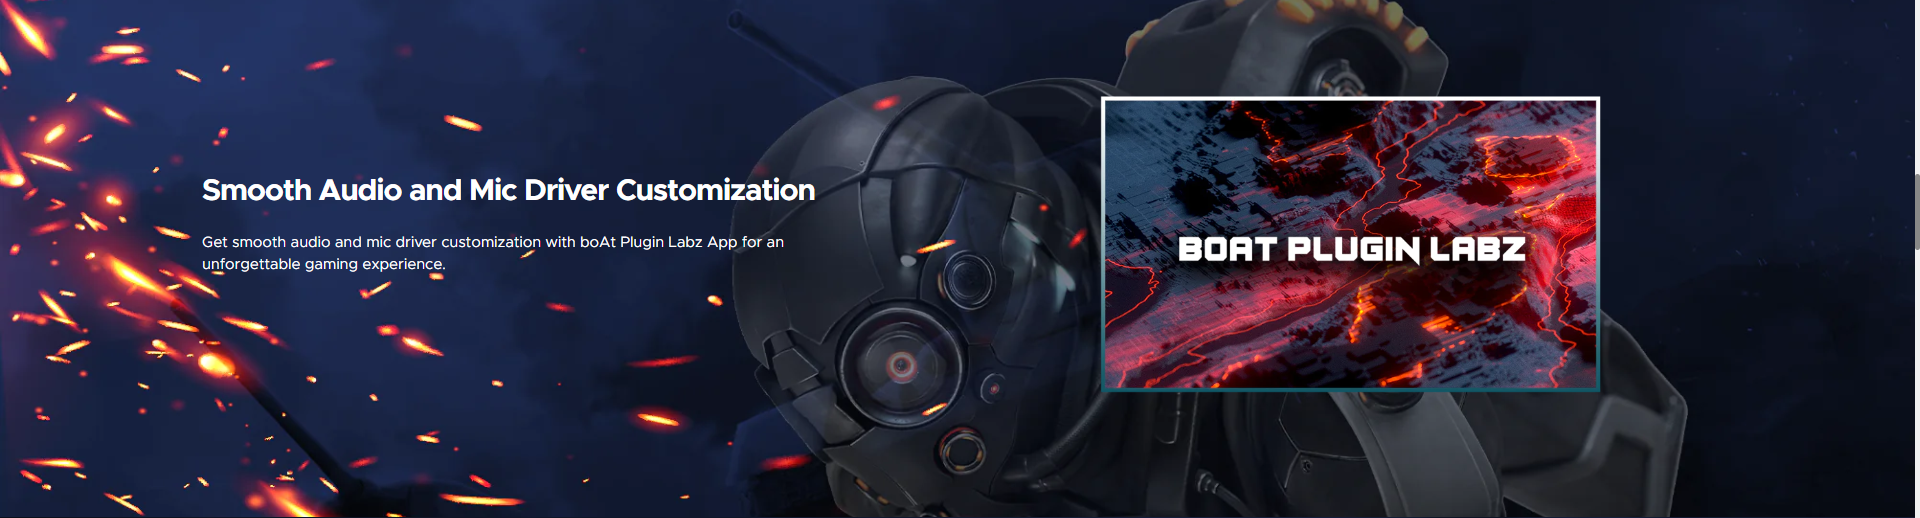 Smooth Audio and Mic Driver Customization
Get smooth audio and mic driver customization with boAt Plugin Labz App for an
unforgettable gaming experience.
BOAT PLUGIN LABZ